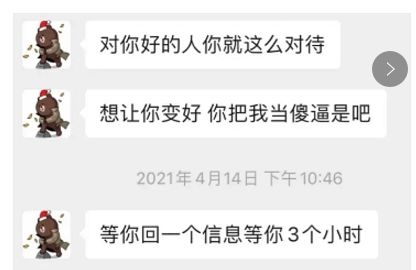 对你好的人你就这么对待
想让你变好 你把我当傻逼是吧
2021年4月14日 下午10:46
等你回一个信息等你3个小时